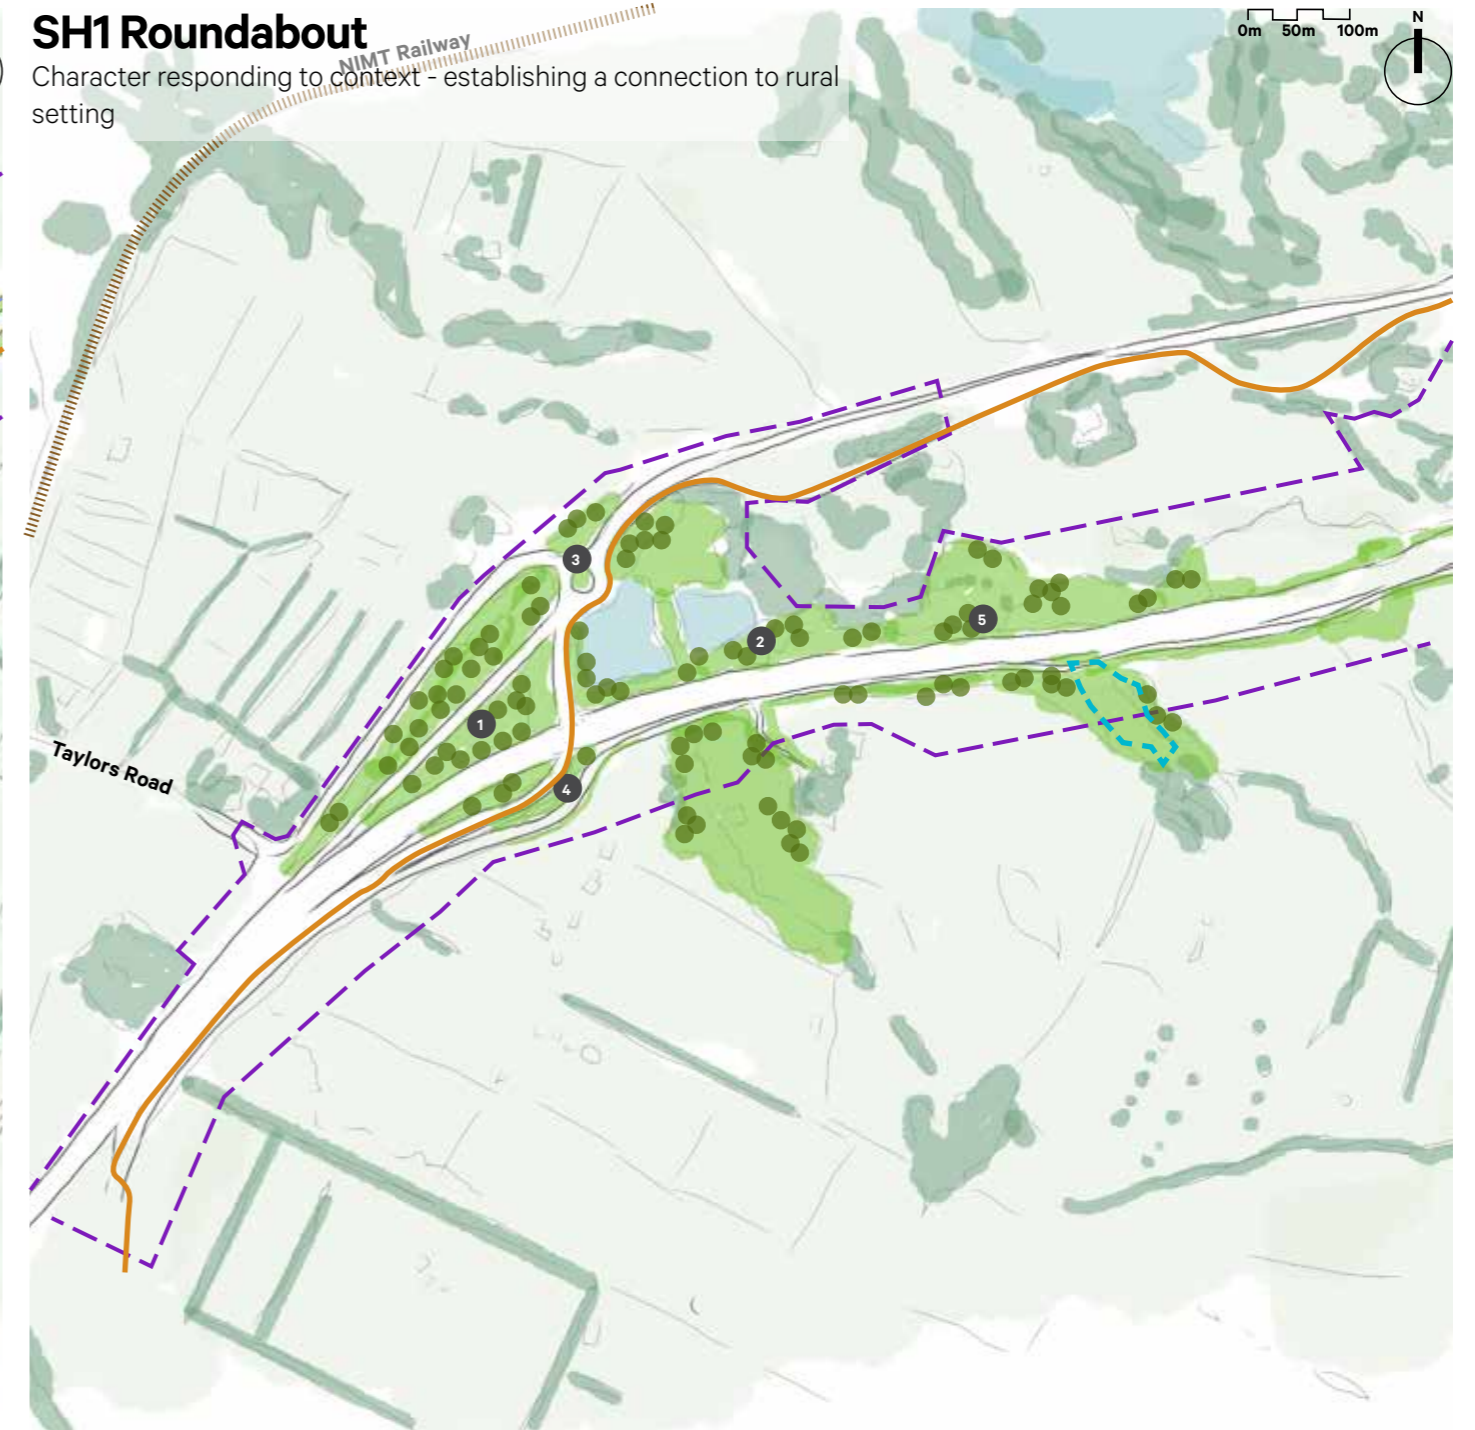 SH1 Roundabout
NIMT Railway
Character responding to context - establishing a connection to rural
setting
0m 50m 100m
N
3
5
2
1
Taylors Road
4